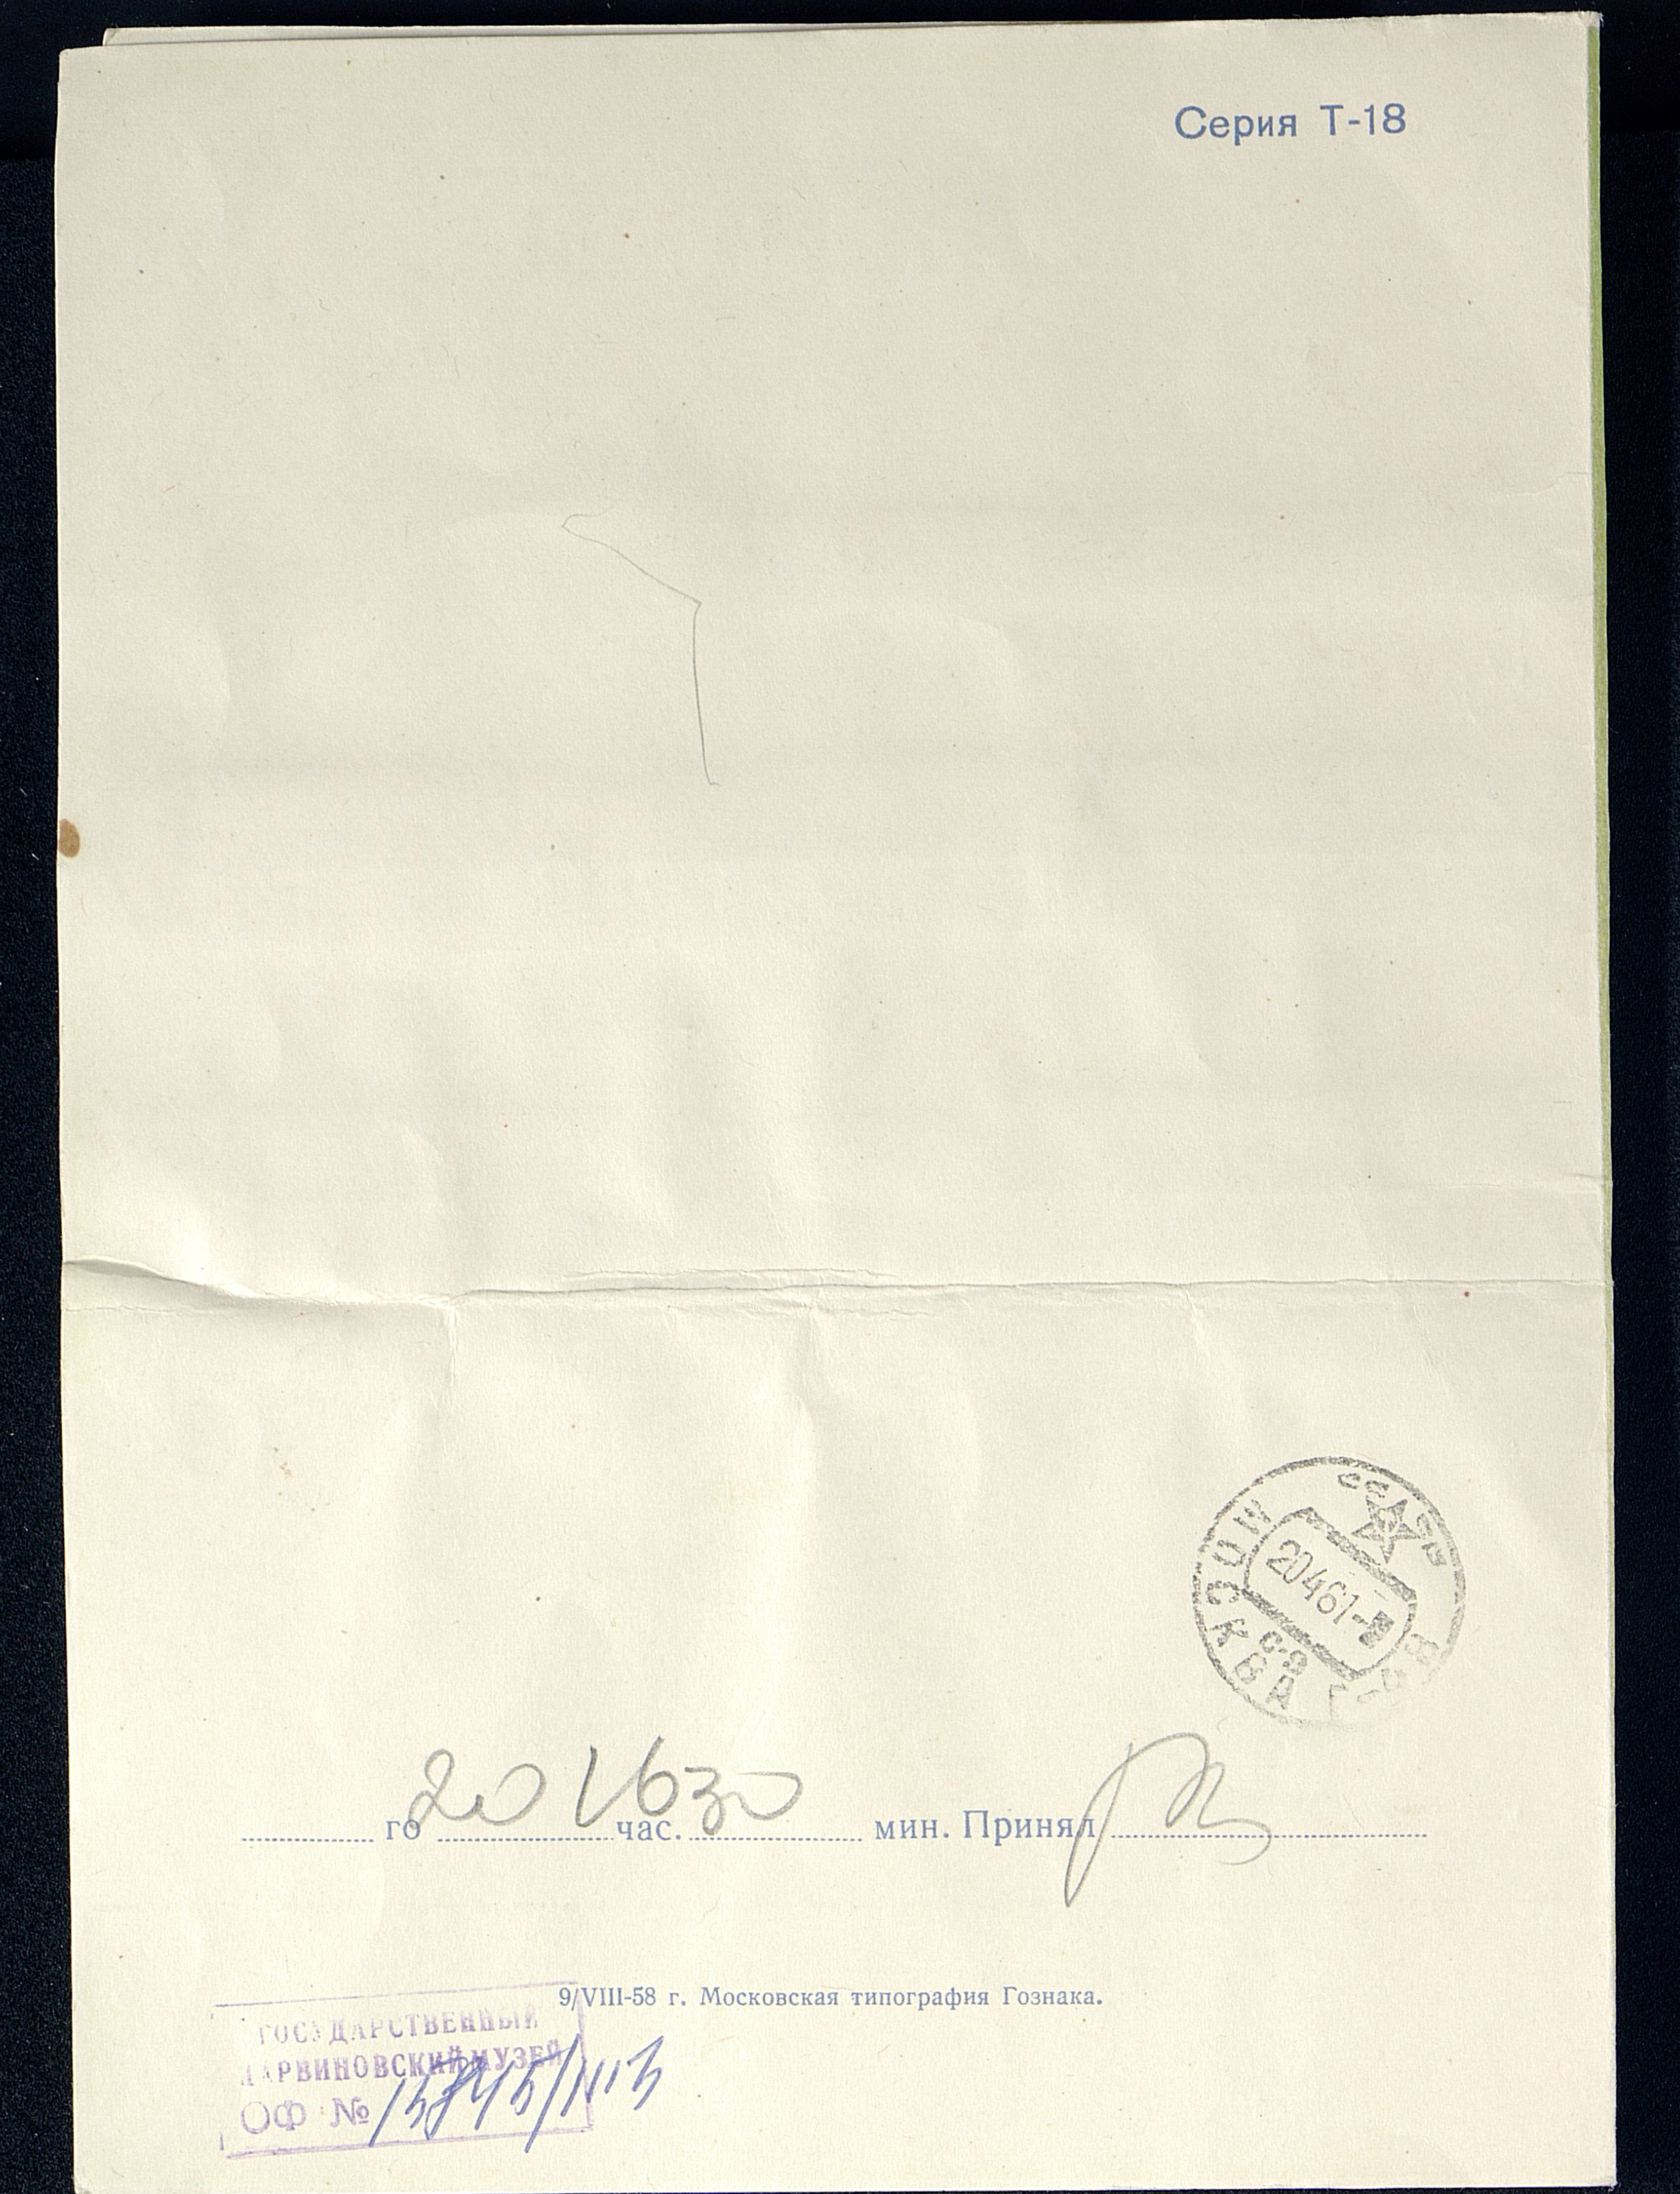 Серия Т-18
СССР
МОСКВА
20461-
го 20 час. 1630 мин. Принял
9/VIII-58 г. Московская типография Гознака.
ГОСУДАРСТВЕННЫЙ
ДАРВИНОВСКИЙ МУЗЕЙ
ОФ №